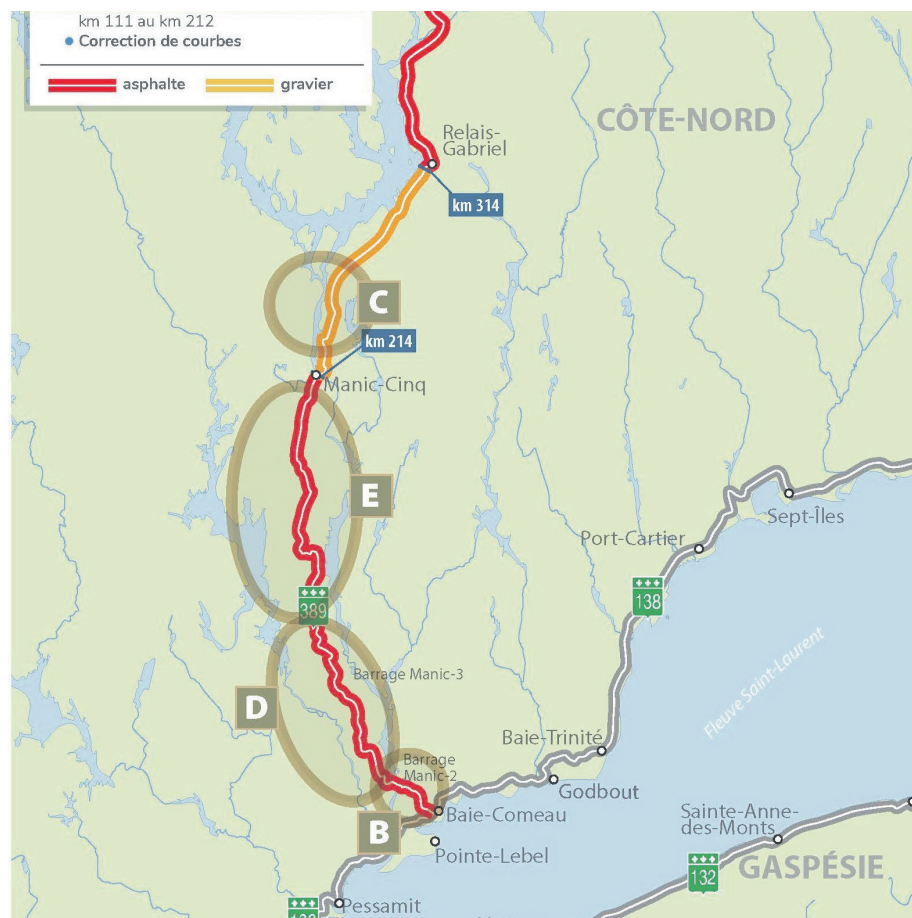 km 111 au km 212
Correction de courbes
asphalte
gravier
CÔTE-NORD
Relais-
Gabriel
km 314
C
km 214
Manic-Cinq
E
Sept-Îles
Port-Cartier
389
138
Fleuve Saint-Laurent
Barrage Manic-3
D
Baie-Trinité
Barrage
Manic-2
Godbout
Baie-Comeau
Sainte-Anne-
des-Monts
B
Pointe-Lebel
GASPÉSIE
132
Pessamit